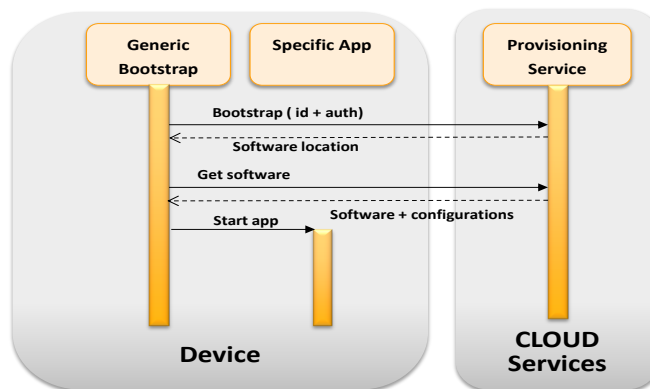 Generic
Bootstrap
Specific App
Provisioning
Service
Bootstrap ( id + auth)
Software location
Get software
Software + configurations
Start app
Device
CLOUD
Services